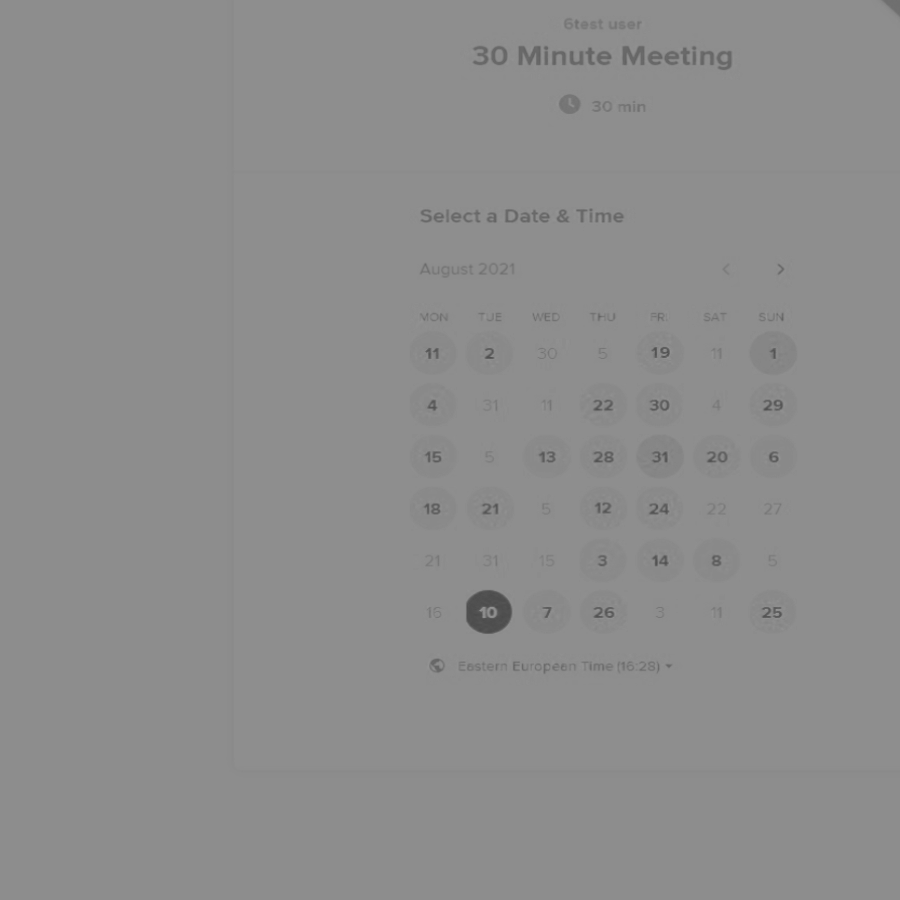 6test user
30 Minute Meeting
30 min
Select a Date & Time
August 2021
MON TUE WED THU FRI SAT SUN
11 2 30 5 19 11 1
4 31 11 22 30 4 29
15 5 13 28 31 20 6
18 21 5 12 24 22 27
21 31 15 3 14 8 5
16 10 7 26 3 11 25
Eastern European Time (16:28)